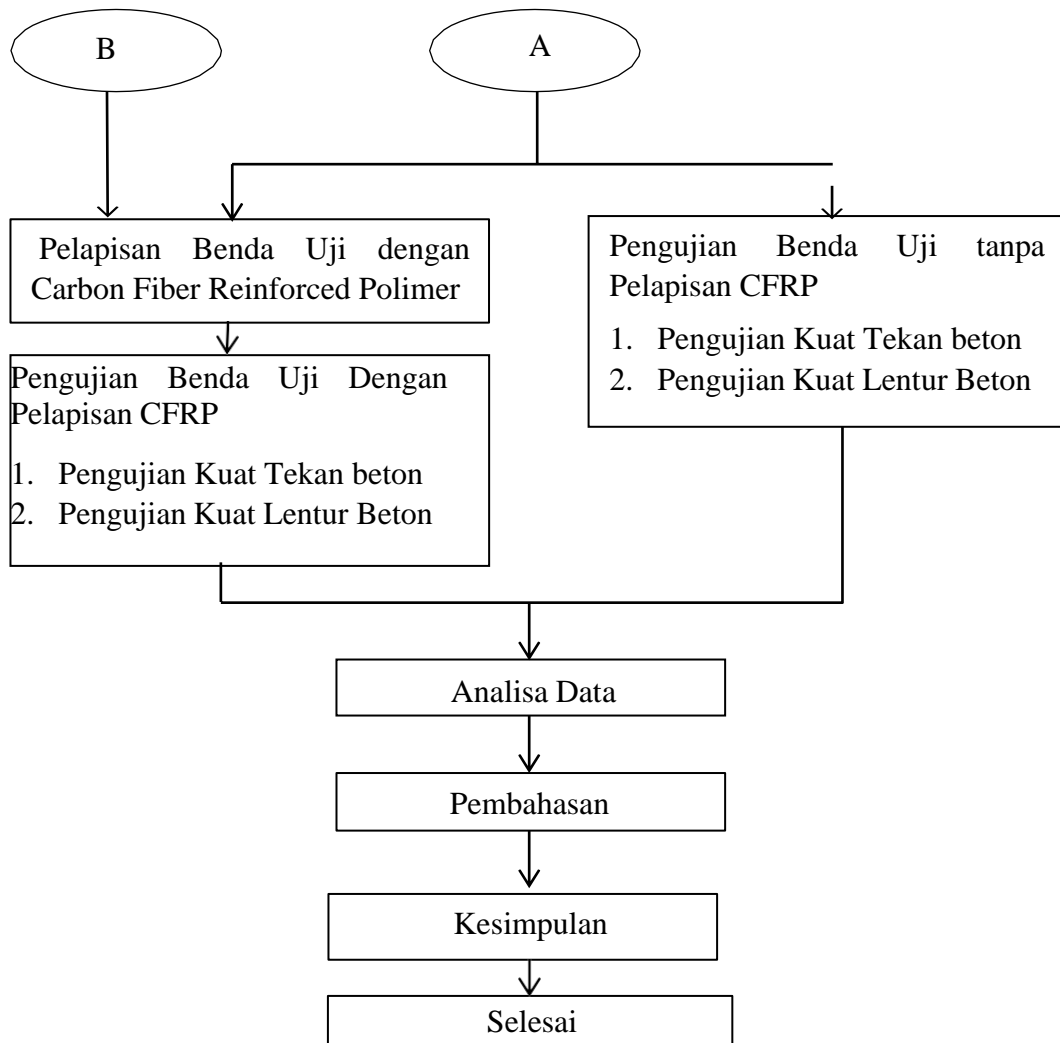 B
A
Pelapisan Benda Uji dengan
Carbon Fiber Reinforced Polimer
Pengujian Benda Uji tanpa
Pelapisan CFRP
1. Pengujian Kuat Tekan beton
2. Pengujian Kuat Lentur Beton
Pengujian Benda Uji Dengan
Pelapisan CFRP
1. Pengujian Kuat Tekan beton
2. Pengujian Kuat Lentur Beton
Analisa Data
Pembahasan
Kesimpulan
Selesai